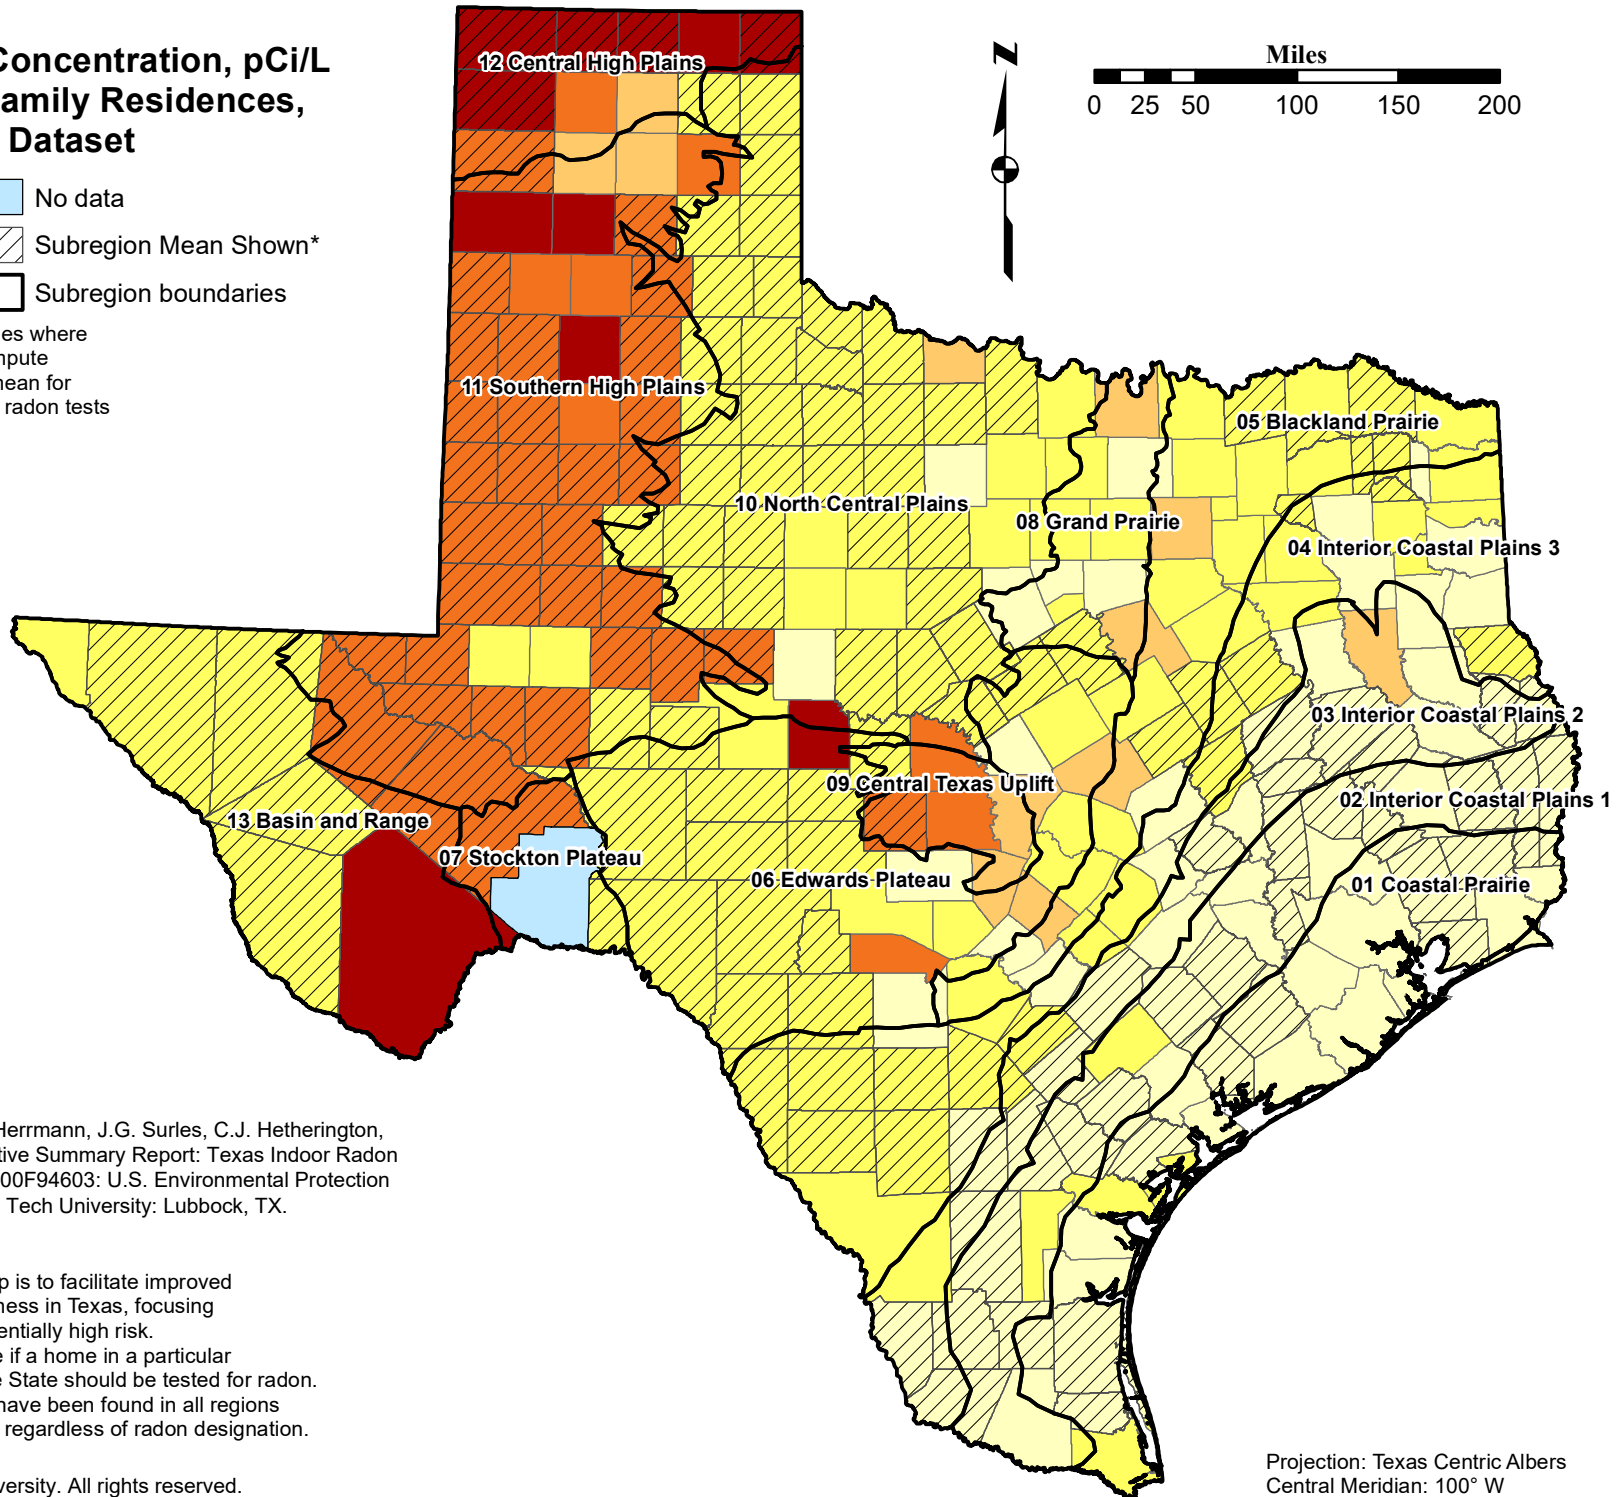 Concentration, pCi/L
amily Residences,
Dataset
No data
Subregion Mean Shown*
Subregion boundaries
es where
npute
nean for
radon tests
N
Miles
0 25 50 100 150 200
12 Central High Plains
11 Southern High Plains
05 Blackland Prairie
10 North Central Plains
08 Grand Prairie
04 Interior Coastal Plains 3
03 Interior Coastal Plains 2
09 Central Texas Uplift
02 Interior Coastal Plains 1
13 Basin and Range
07 Stockton Plateau
06 Edwards Plateau
01 Coastal Prairie
Herrmann, J.G. Surles, C.J. Hetherington,
tive Summary Report: Texas Indoor Radon
00F94603: U.S. Environmental Protection
Tech University: Lubbock, TX.
p is to facilitate improved
ness in Texas, focusing
entially high risk.
e if a home in a particular
e State should be tested for radon.
have been found in all regions
regardless of radon designation.
versity. All rights reserved.
Projection: Texas Centric Albers
Central Meridian: 100° W